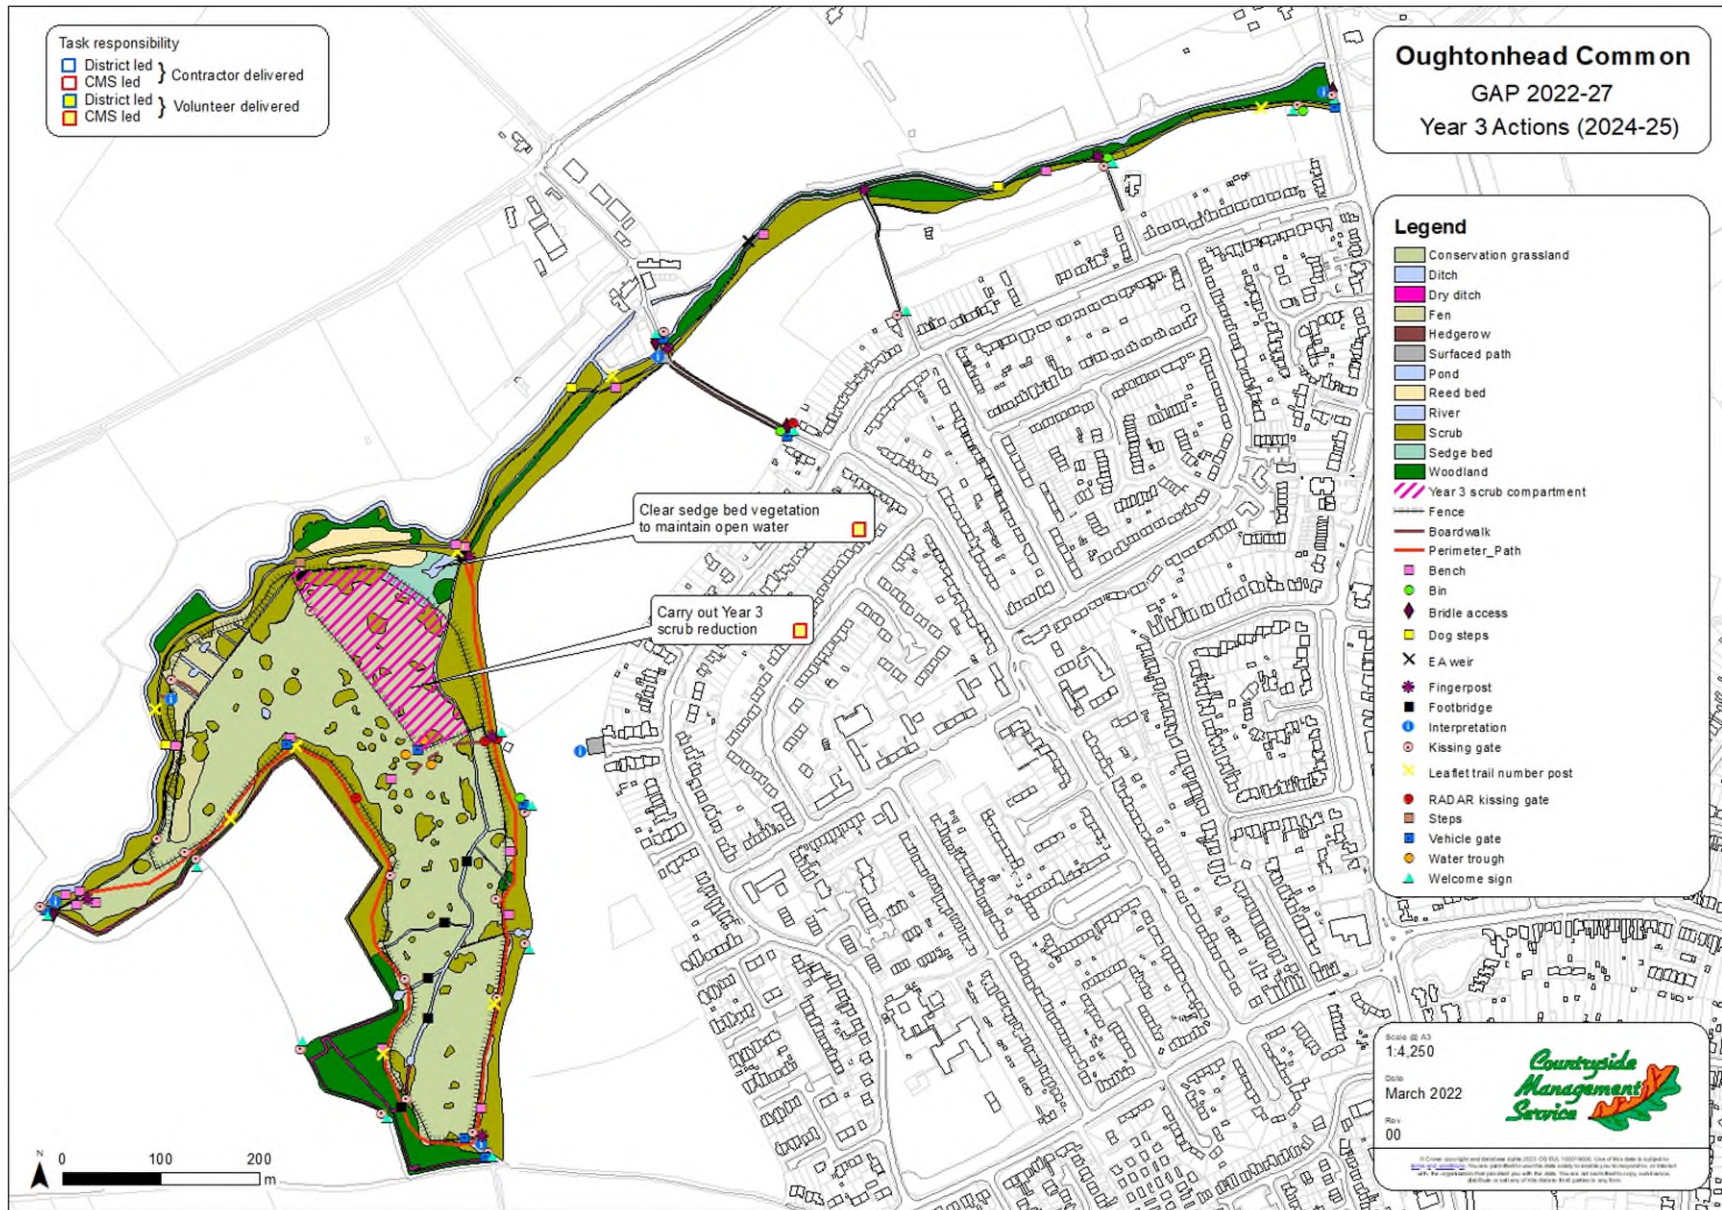 Task responsibility
District led
CMS led
} Contractor delivered
District led
CMS led
} Volunteer delivered
Oughtonhead Common
GAP 2022-27
Year 3 Actions (2024-25)
Legend
Conservation grassland
Ditch
Dry ditch
Fen
Hedgerow
Surfaced path
Pond
Reed bed
River
Scrub
Sedge bed
Woodland
Year 3 scrub compartment
Fence
Boardwalk
Perimeter_Path
Bench
Bin
Bridle access
Dog steps
EA weir
Fingerpost
Footbridge
Interpretation
Kissing gate
Leaflet trail number post
RADAR kissing gate
Steps
Vehicle gate
Water trough
Welcome sign
Clear sedge bed vegetation
to maintain open water
Carry out Year 3
scrub reduction
Scale @ A3
1:4,250
Date
March 2022
Rev
00
Countryside
Management
Service
N
0 100 200
m